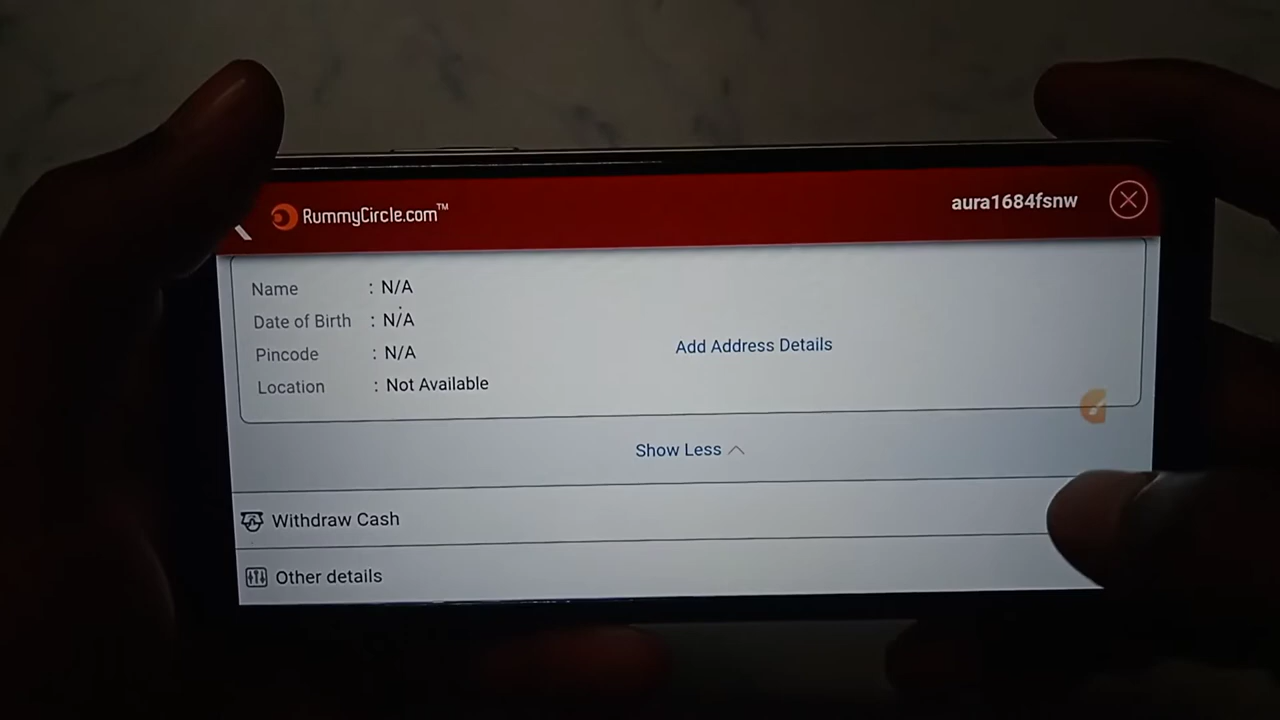 RummyCircle.com™
aura1684fsnw
Name : N/A
Date of Birth : N/A
Pincode : N/A
Location : Not Available
Add Address Details
Show Less
Withdraw Cash
Other details